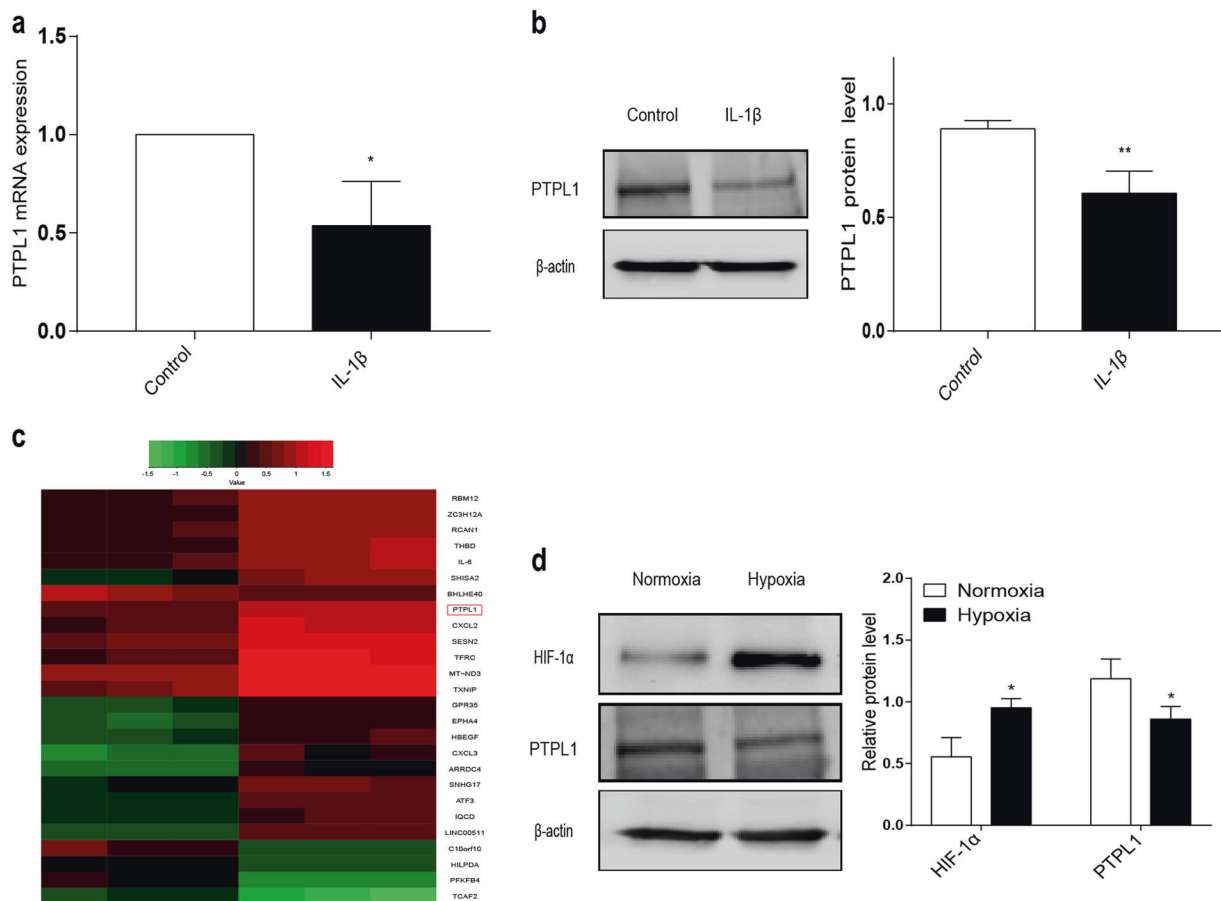 a
PTPL1 mRNA expression
1.5
1.0
0.5
0.0
*
Control
IL-1β
b
Control IL-1β
PTPL1
β-actin
PTPL1 protein level
1.0
0.5
0.0
**
Control
IL-1β
c
-1.5 -1 -0.5 0 0.5 1 1.5
Value
RBM12
ZC3H12A
RCAN1
THBD
IL-6
SHISA2
BHLHE40
PTPL1
CXCL2
SESN2
TFRC
MT-ND3
TXNIP
GPR35
EPHA4
HBEGF
CXCL3
ARRDC4
SNHG17
ATF3
IQCD
LINC00511
C10orf10
HILPDA
PFKFB4
TCAF2
d
Normoxia Hypoxia
HIF-1α
PTPL1
β-actin
Relative protein level
2.0
1.5
1.0
0.5
0.0
Normoxia
Hypoxia
*
*
HIF-1α
PTPL1